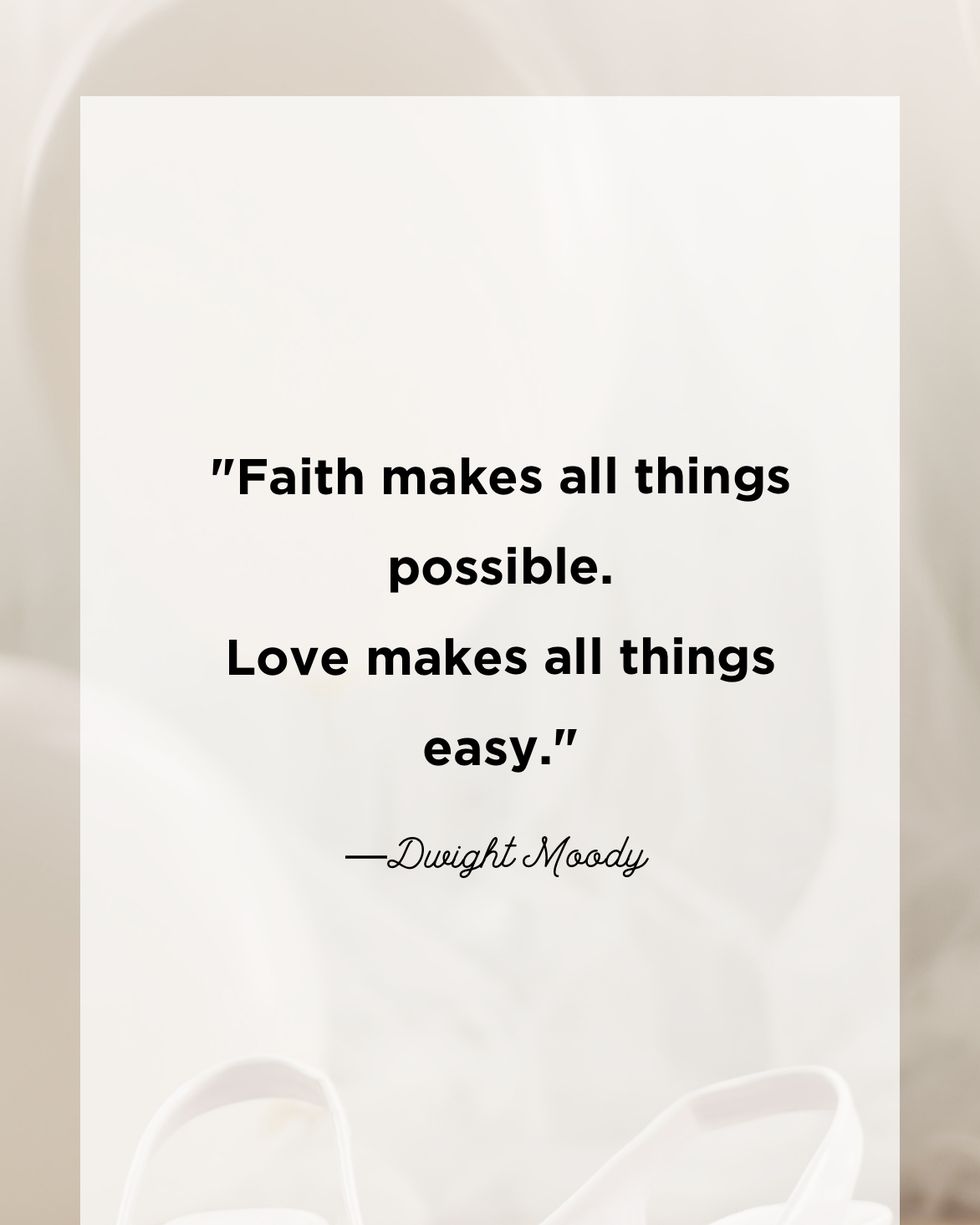 "Faith makes all things
possible.
Love makes all things
easy."
—Dwight Moody